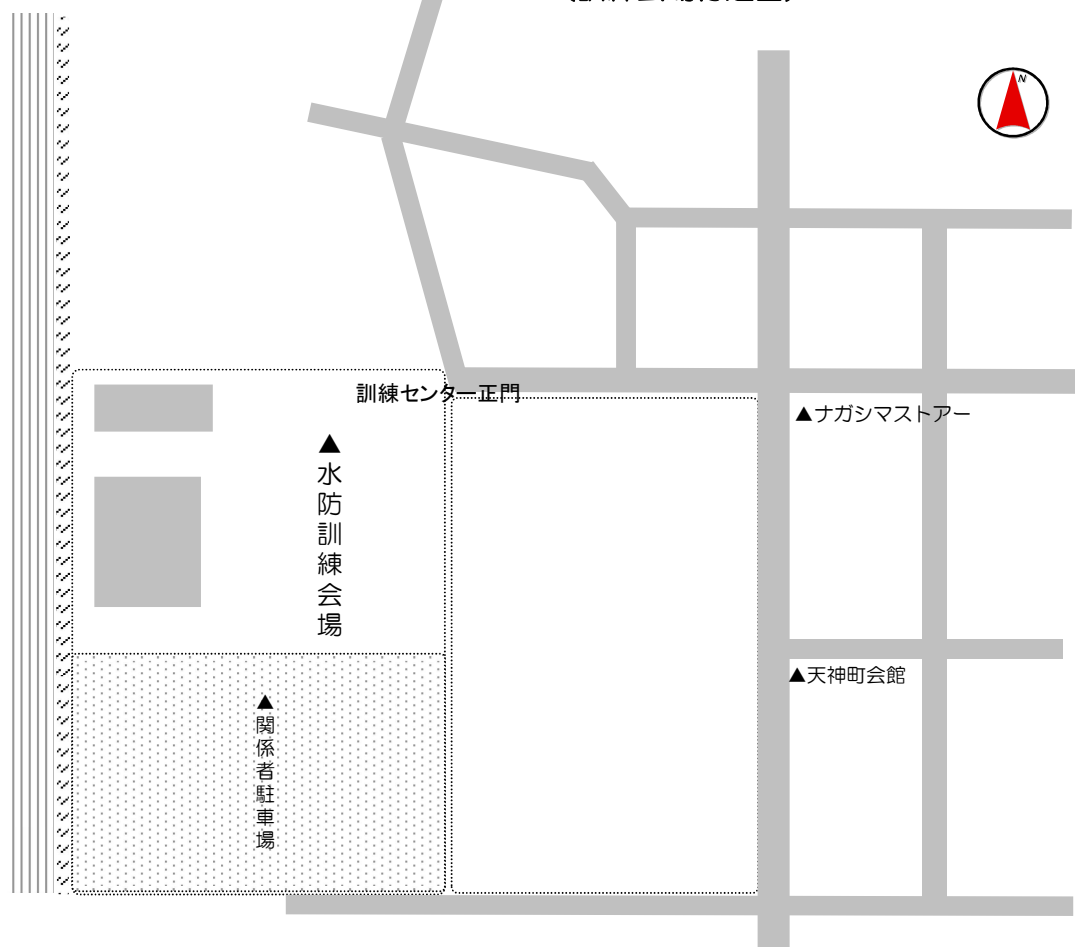 N
訓練センター正門
▲ナガシマストアー
▲水防訓練会場
▲天神町会館
▲関係者駐車場